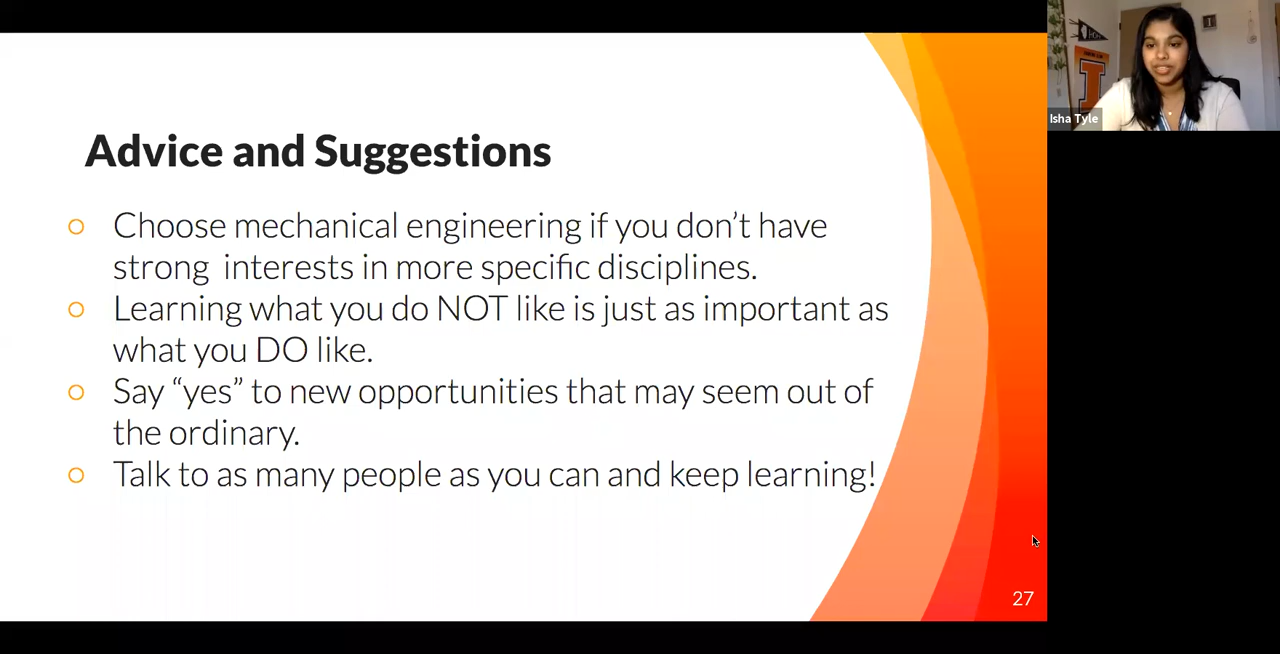 Advice and Suggestions
Choose mechanical engineering if you don’t have
strong  interests in more specific disciplines.
Learning what you do NOT like is just as important as
what you DO like.
Say “yes” to new opportunities that may seem out of
the ordinary.
Talk to as many people as you can and keep learning!
27
Isha Tyle
I
I